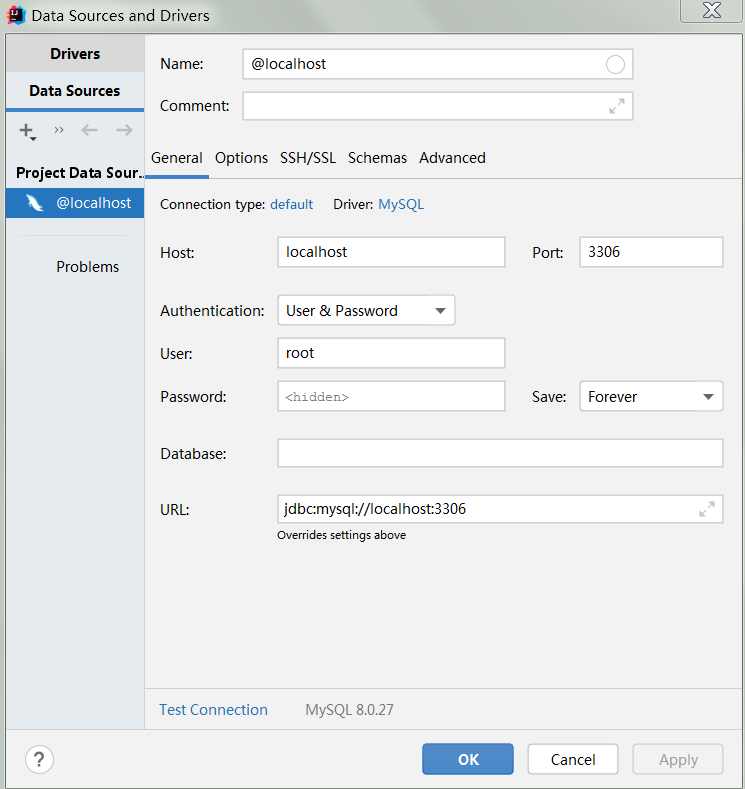 Data Sources and Drivers
Drivers
Data Sources
Project Data Sour..
@localhost
Problems
Name: @localhost
Comment:
General Options SSH/SSL Schemas Advanced
Connection type: default Driver: MySQL
Host: localhost Port: 3306
Authentication: User & Password
User: root
Password: <hidden> Save: Forever
Database:
URL: jdbc:mysql://localhost:3306
Overrides settings above
Test Connection MySQL 8.0.27
? OK Cancel Apply